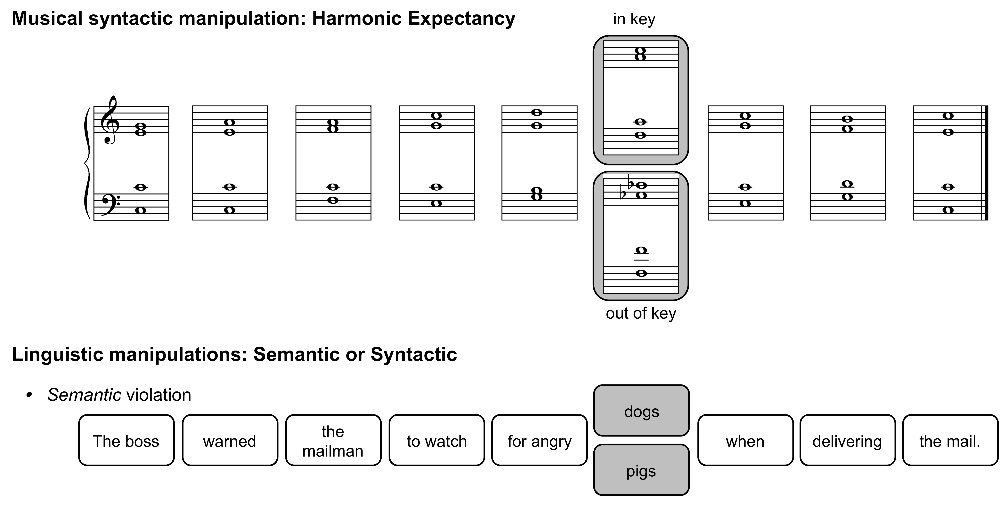 Musical syntactic manipulation: Harmonic Expectancy
in key
out of key
Linguistic manipulations: Semantic or Syntactic
• Semantic violation
The boss
warned
the
mailman
to watch
for angry
dogs
pigs
when
delivering
the mail.